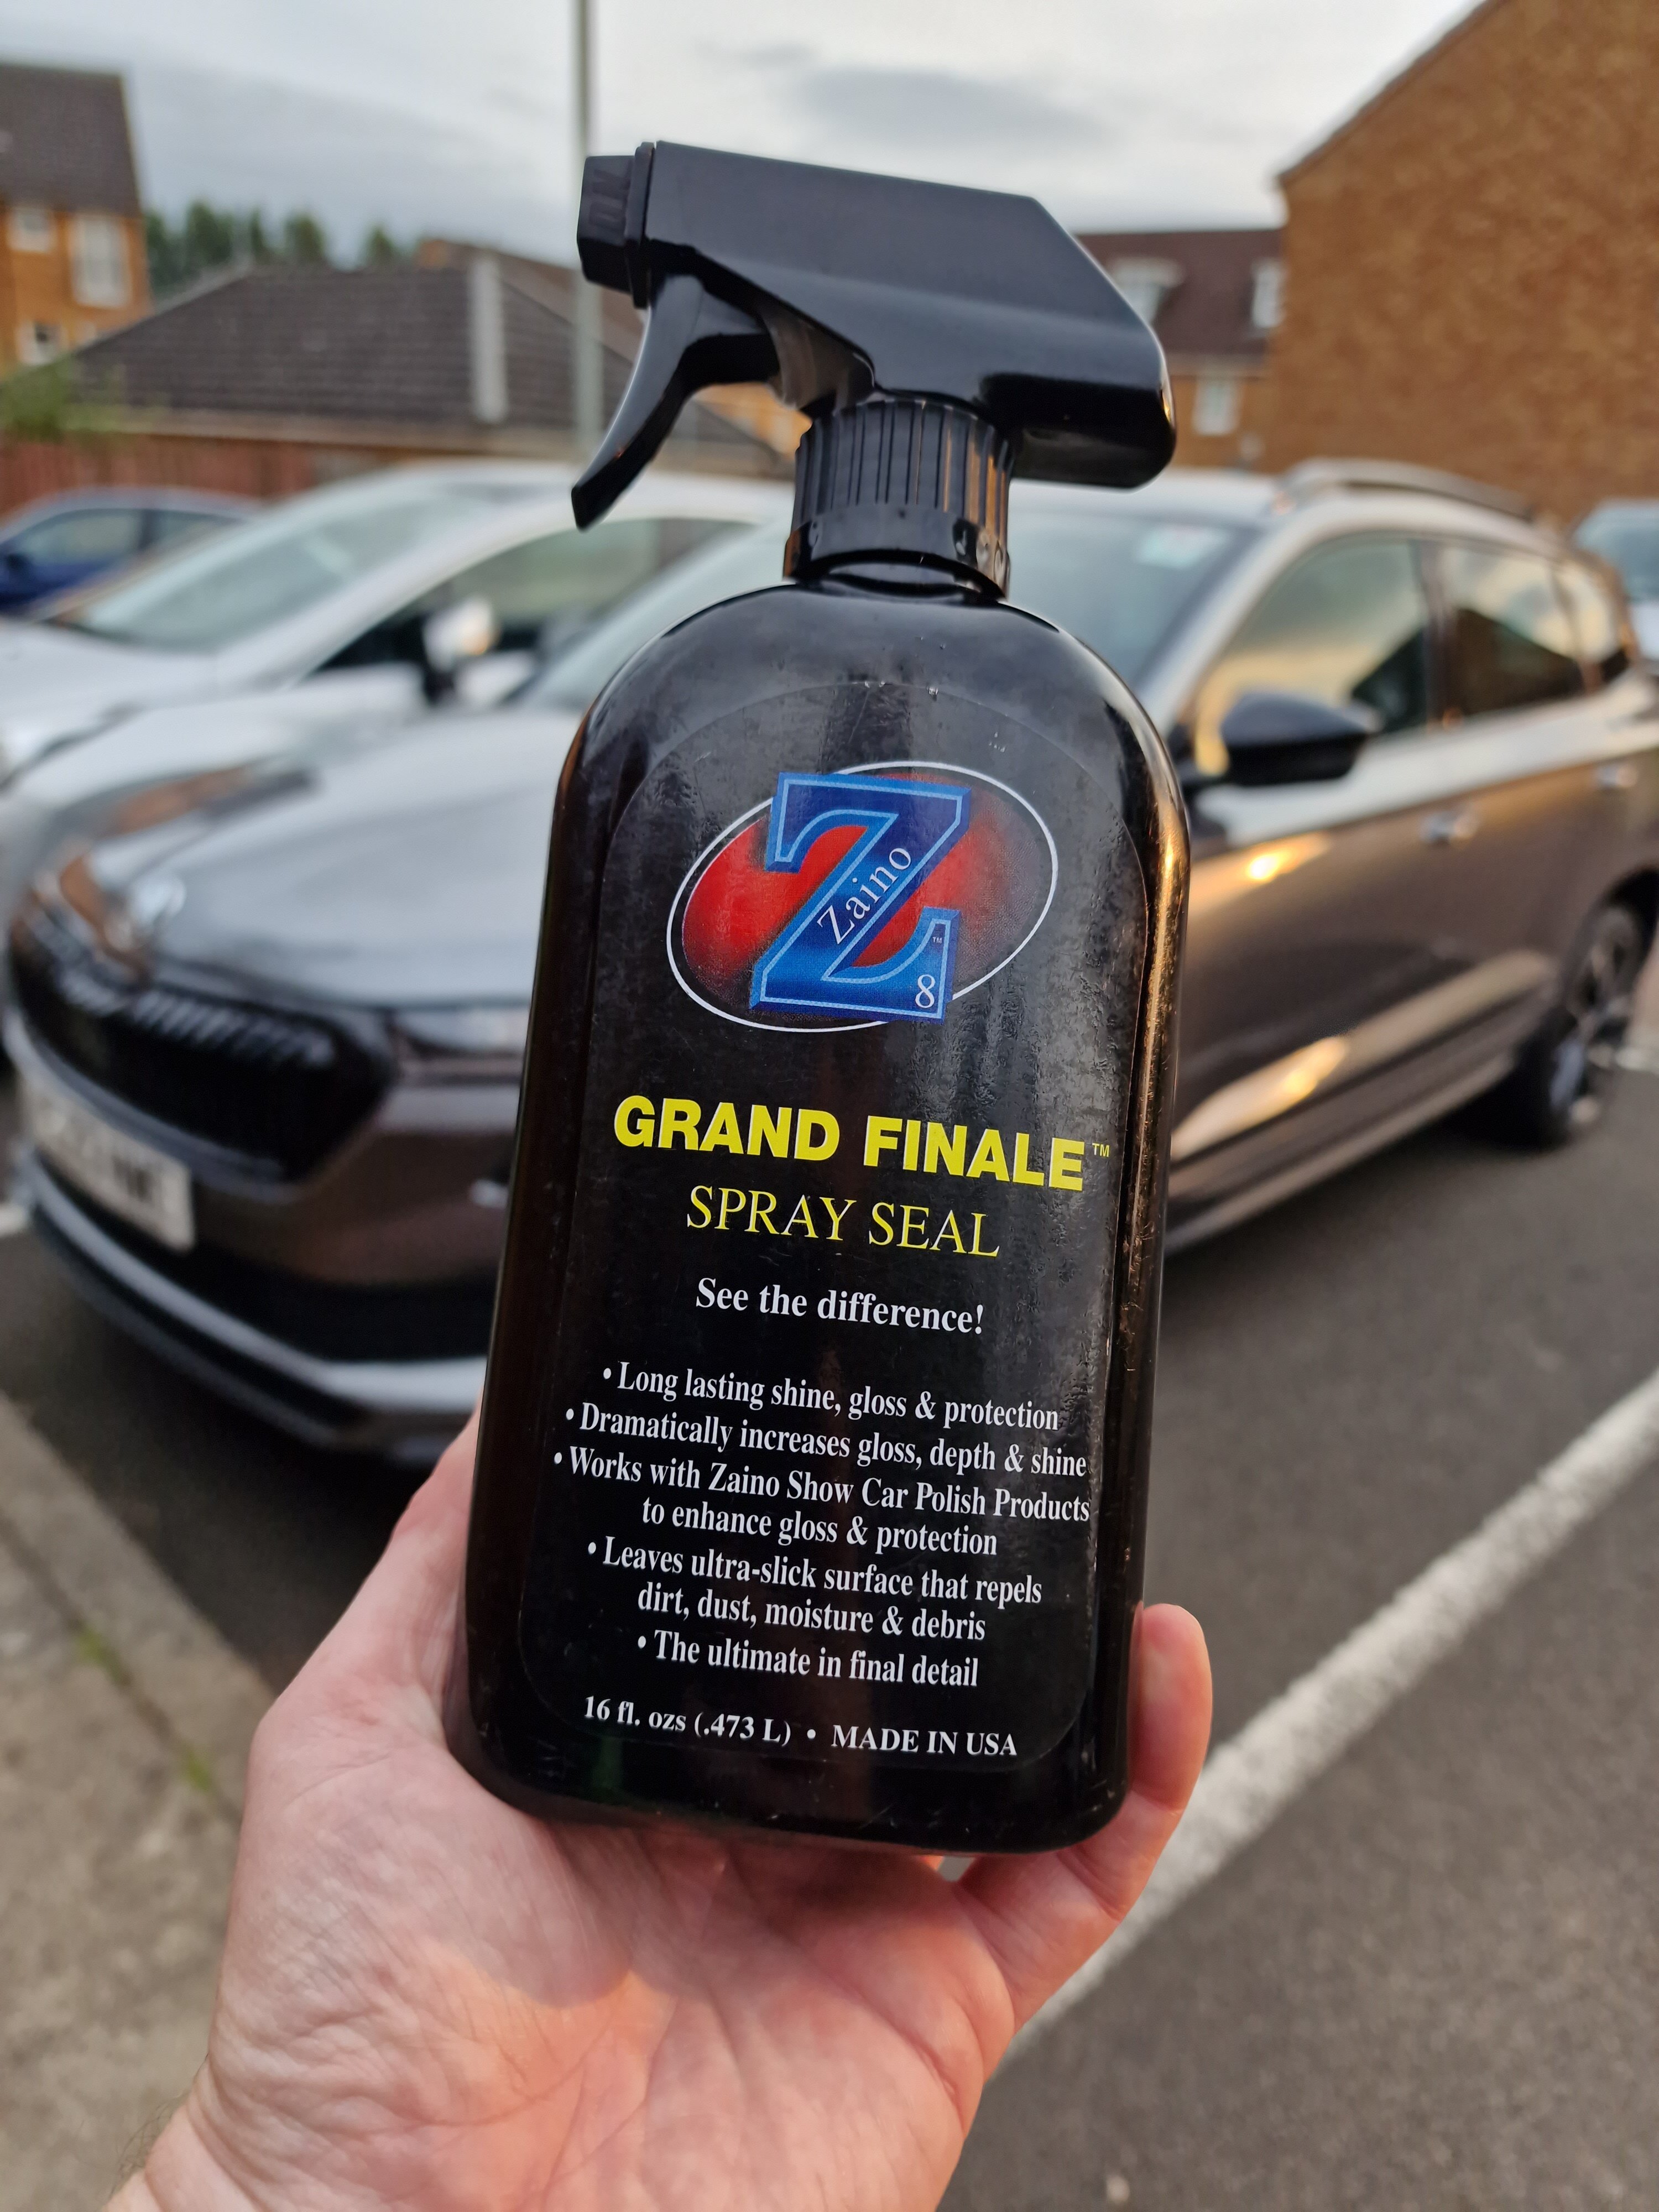 Zaino
™
8
GRAND FINALE™
SPRAY SEAL
See the difference!
• Long lasting shine, gloss & protection
• Dramatically increases gloss, depth & shine
• Works with Zaino Show Car Polish Products
to enhance gloss & protection
• Leaves ultra-slick surface that repels
dirt, dust, moisture & debris
• The ultimate in final detail
16 fl. ozs (.473 L) • MADE IN USA